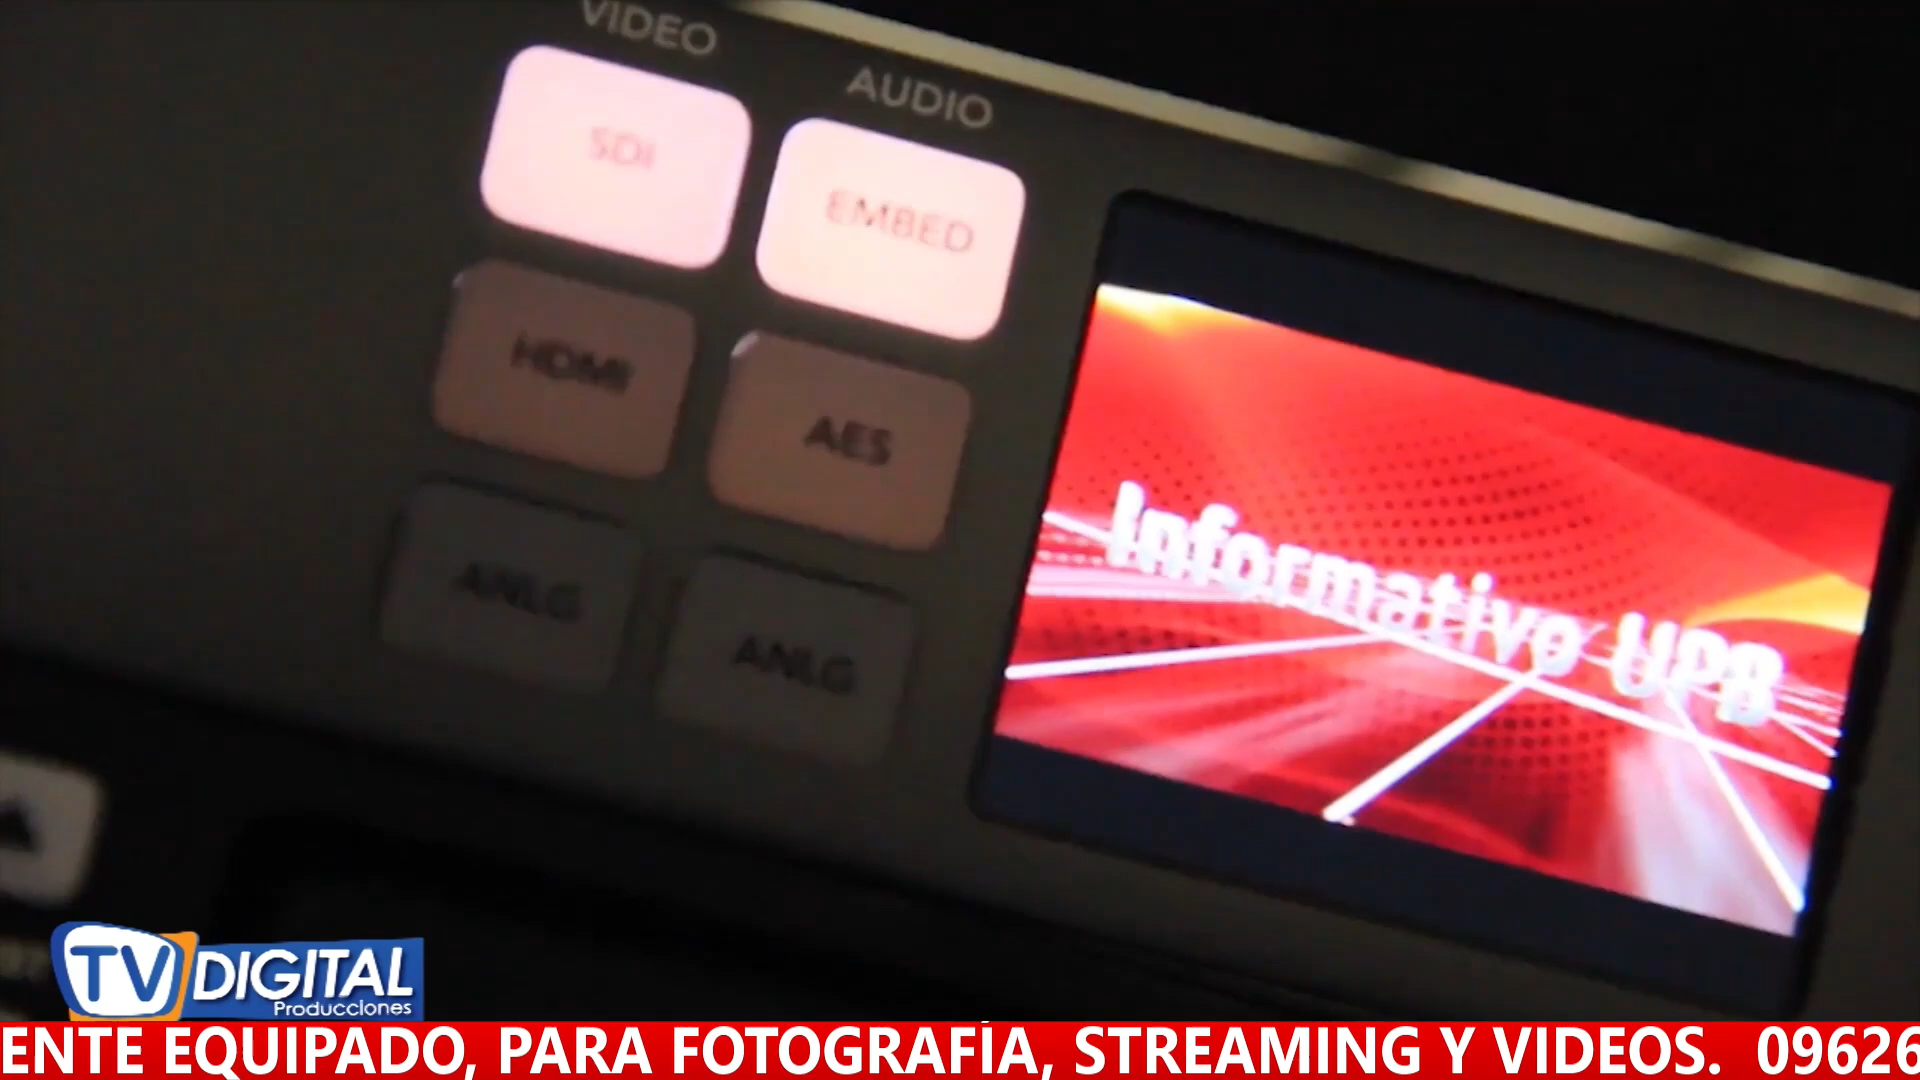 VIDEO
AUDIO
SDI
EMBED
HDMI
AES
ANLG
ANLG
Informativo UPB
TV DIGITAL
Producciones
ENTE EQUIPADO, PARA FOTOGRAFÍA, STREAMING Y VIDEOS. 09626